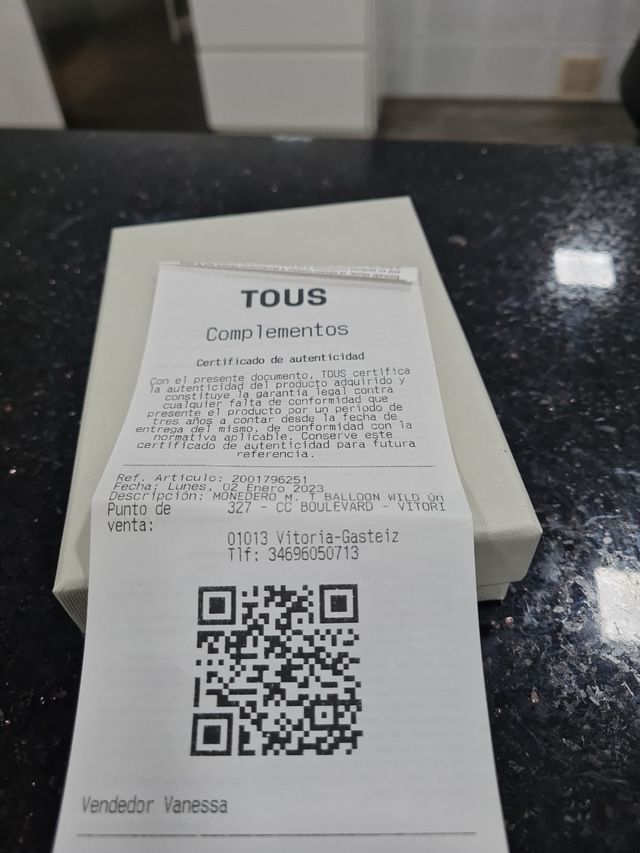 TOUS
Complementos
Certificado de autenticidad
Con el presente documento, TOUS certifica
la autenticidad del producto adquirido y
constituye la garantía legal contra
cualquier falta de conformidad que
presente el producto por un periodo de
tres años a contar desde la fecha de
entrega del mismo, de conformidad con la
normativa aplicable. Conserve este
certificado de autenticidad para futura
referencia.
Ref. Articulo: 2001796251
Fecha: Lunes, 02 Enero 2023
Descripción: MONEDERO M. T BALLOON WILD Ún
Punto de 327 - CC BOULEVARD - VITORI
venta:
01013 Vitoria-Gasteiz
Tlf: 34696050713
Vendedor Vanessa